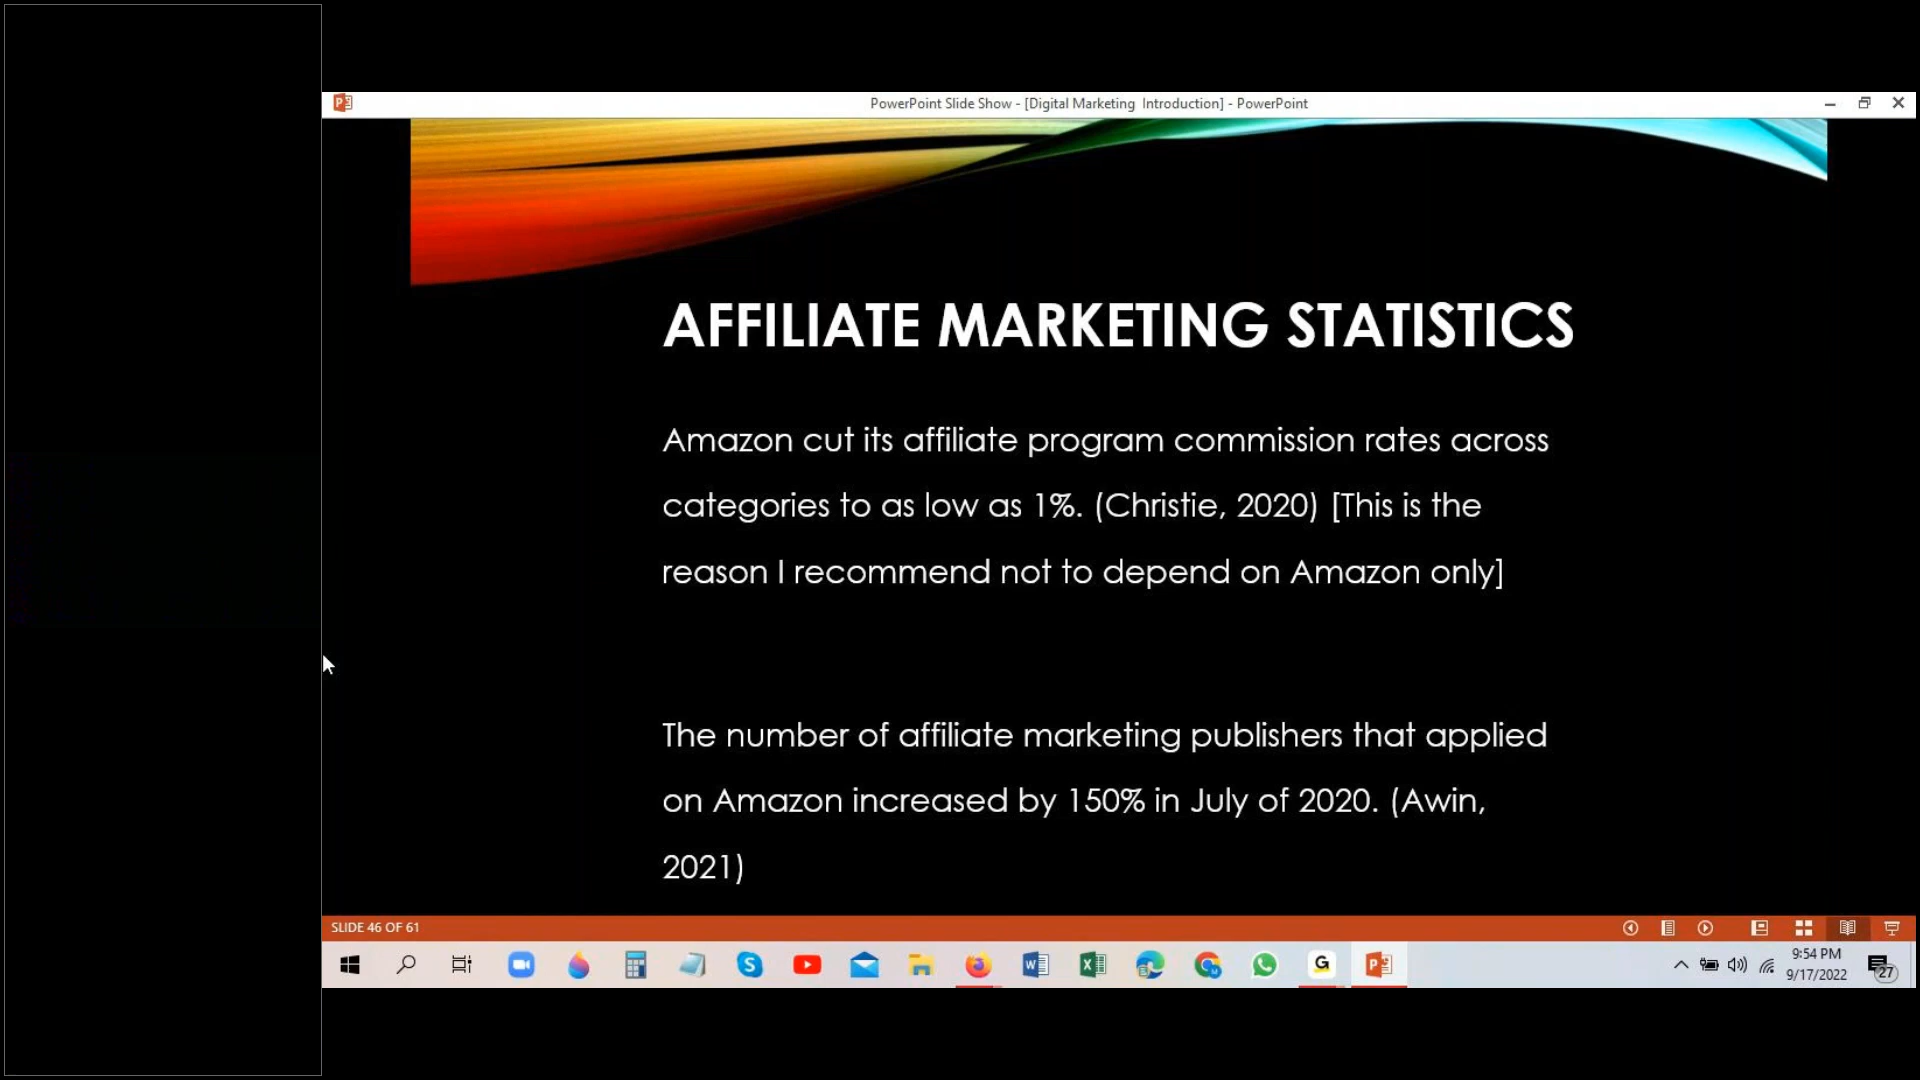 PowerPoint Slide Show - [Digital Marketing  Introduction] - PowerPoint
AFFILIATE MARKETING STATISTICS
Amazon cut its affiliate program commission rates across
categories to as low as 1%. (Christie, 2020) [This is the
reason I recommend not to depend on Amazon only]
The number of affiliate marketing publishers that applied
on Amazon increased by 150% in July of 2020. (Awin,
2021)
SLIDE 46 OF 61
9:54 PM
9/17/2022
27